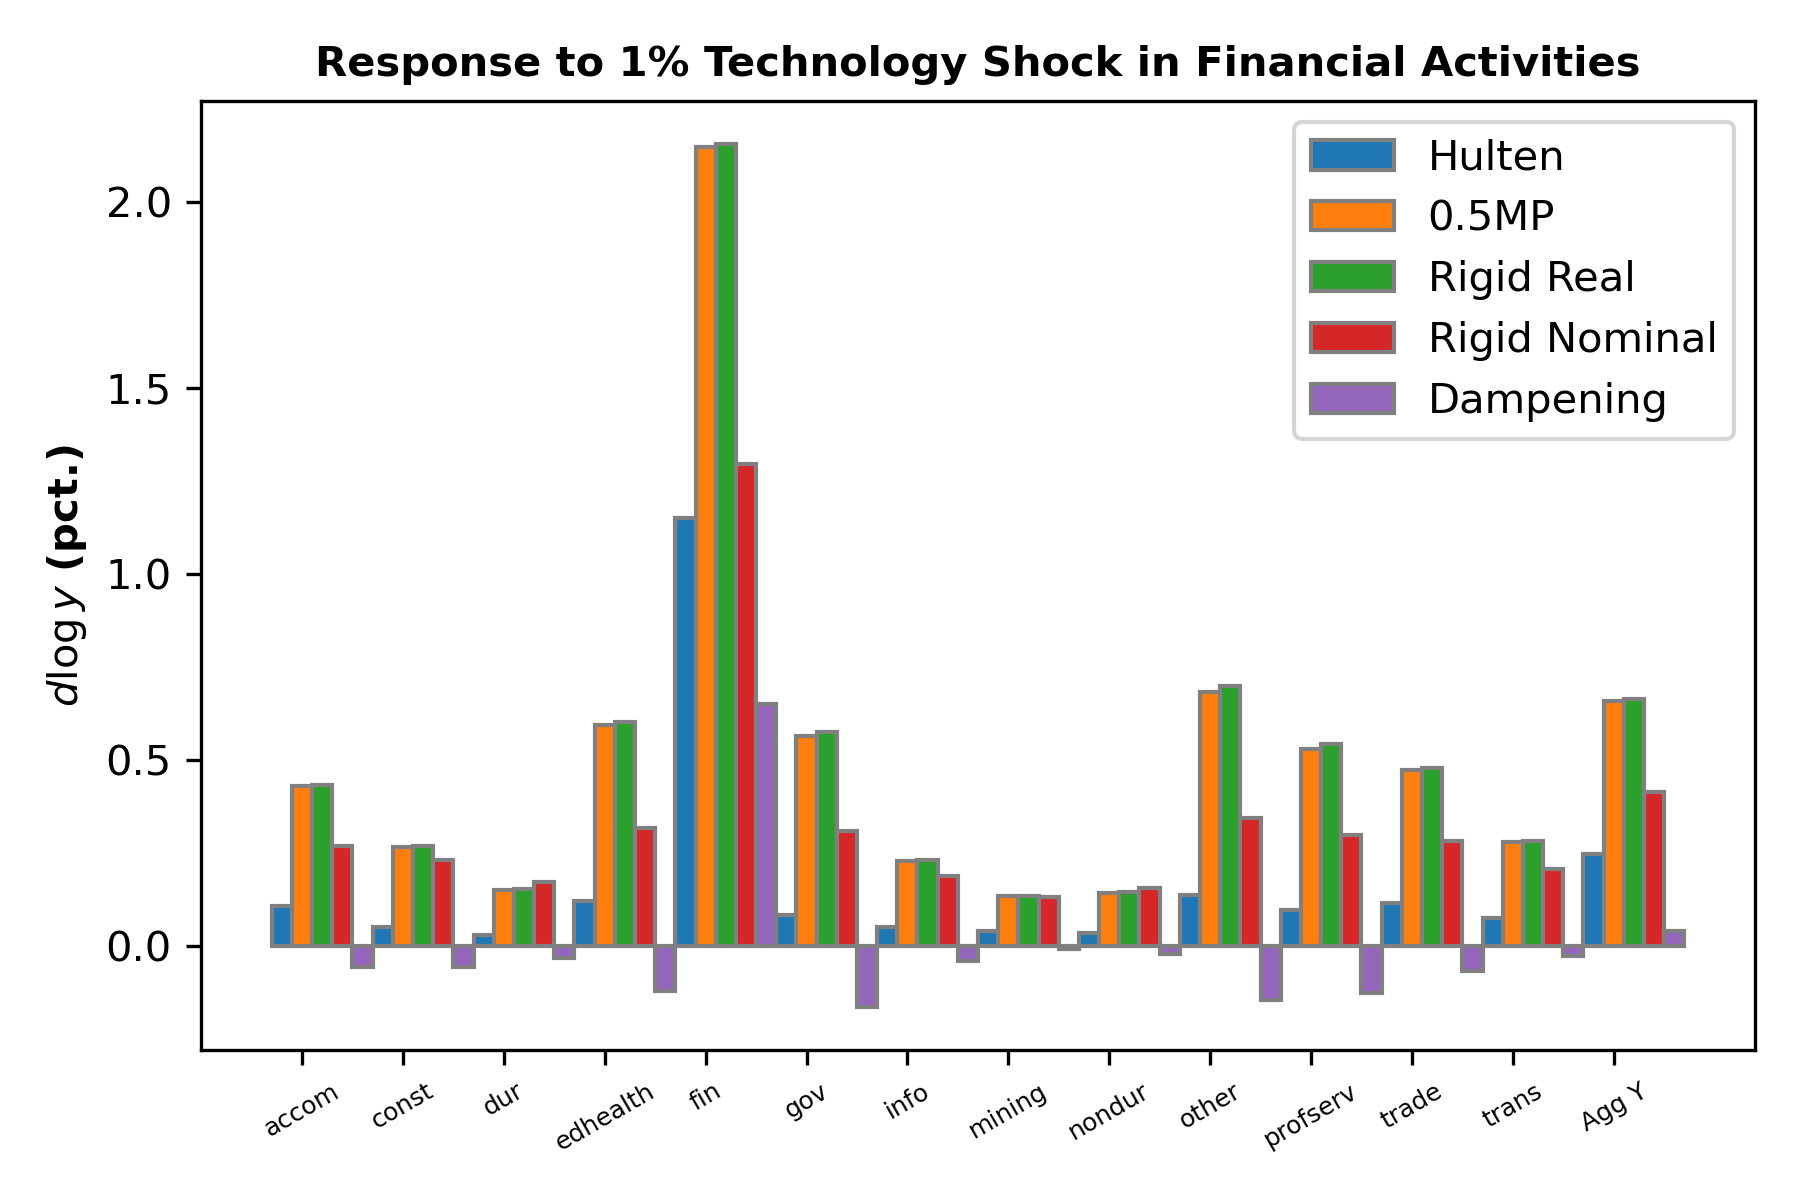 Response to 1% Technology Shock in Financial Activities
Hulten
0.5MP
Rigid Real
Rigid Nominal
Dampening
2.0
1.5
1.0
0.5
0.0
dlog y (pct.)
accom const dur edhealth fin gov info mining nondur other profserv trade trans Agg Y